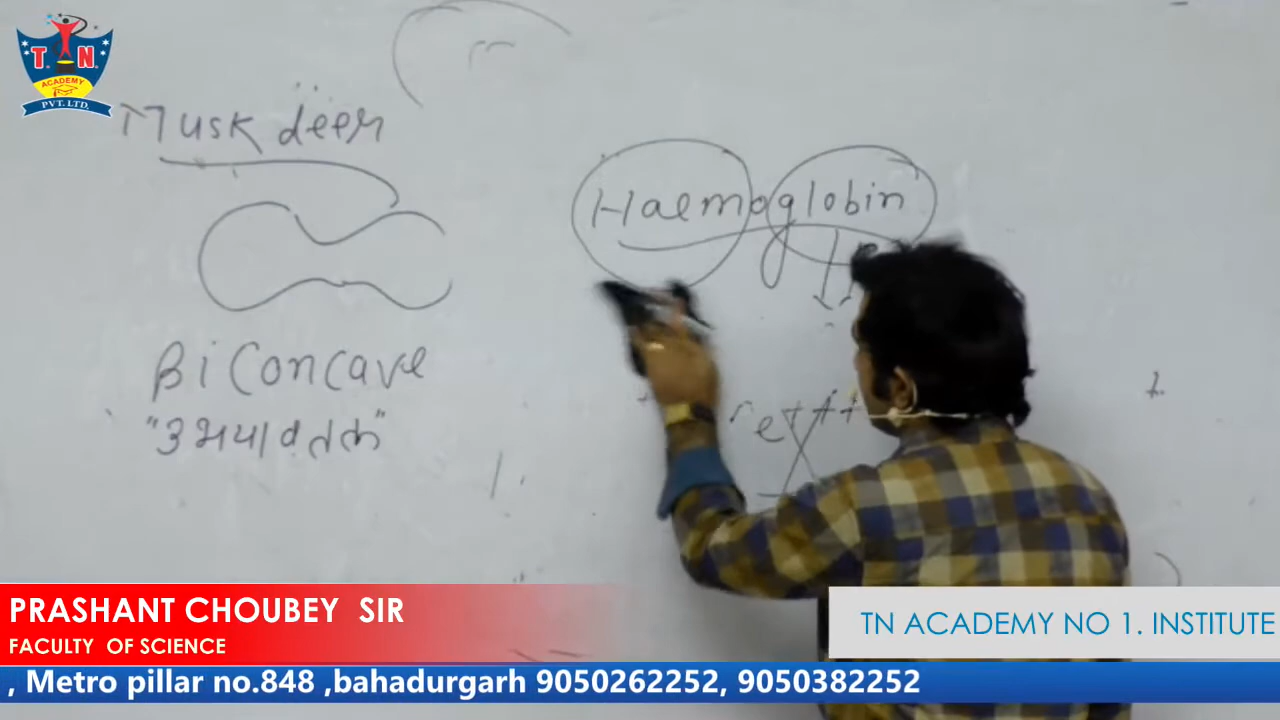 T N
ACADEMY
PVT. LTD.
Musk deer
Haemoglobin
BiConcave
"उभयावतल"
PRASHANT CHOUBEY SIR
FACULTY OF SCIENCE
TN ACADEMY NO 1. INSTITUTE
, Metro pillar no.848 ,bahadurgarh 9050262252, 9050382252